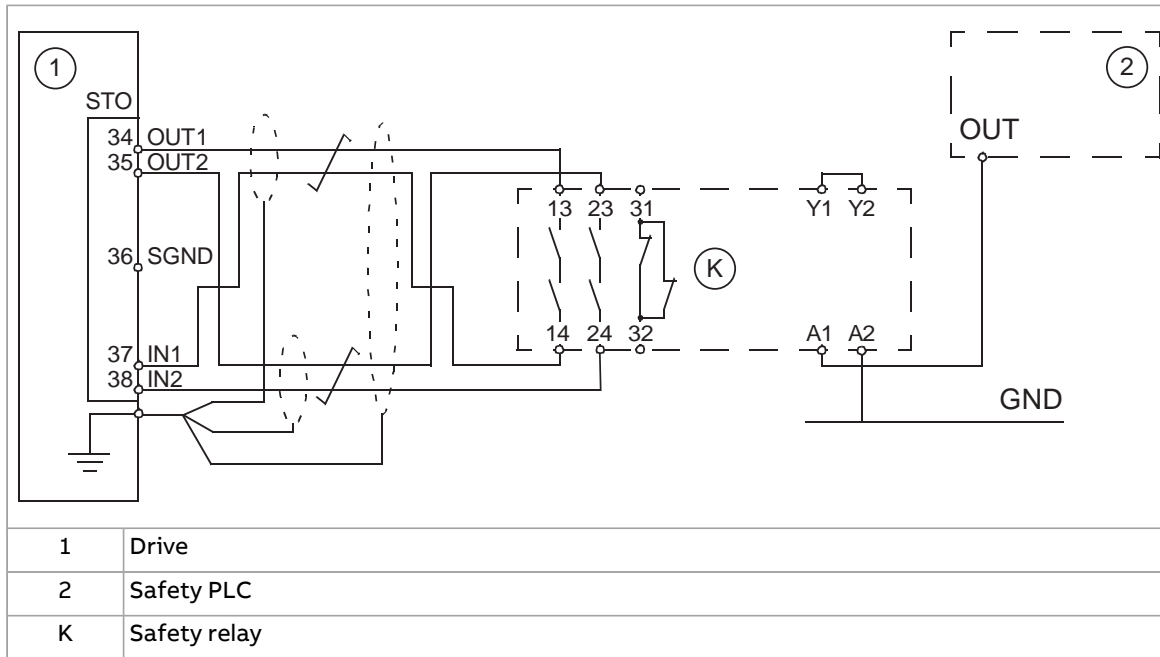 1
2
STO
34 OUT1
35 OUT2
OUT
13 23 31 Y1 Y2
36 SGND
K
14 24 32 A1 A2
37 IN1
38 IN2
GND
1 Drive
2 Safety PLC
K Safety relay